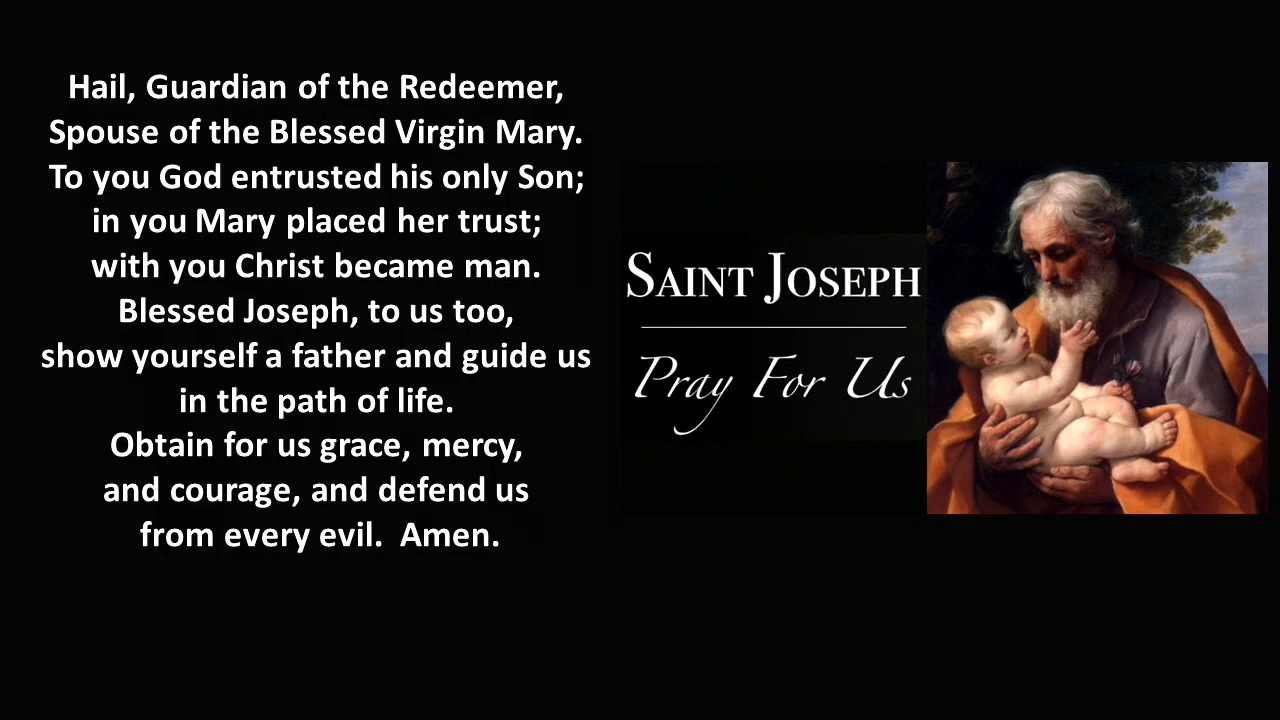 Hail, Guardian of the Redeemer,
Spouse of the Blessed Virgin Mary.
To you God entrusted his only Son;
in you Mary placed her trust;
with you Christ became man.
Blessed Joseph, to us too,
show yourself a father and guide us
in the path of life.
Obtain for us grace, mercy,
and courage, and defend us
from every evil.  Amen.
SAINT JOSEPH
Pray For Us